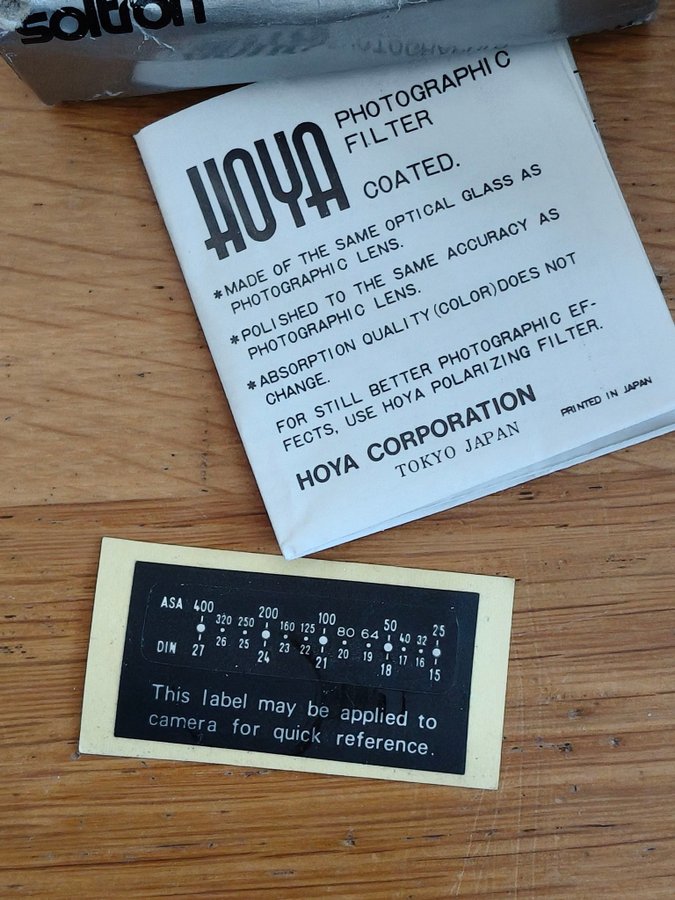 soltron
HOYA
PHOTOGRAPHIC
FILTER
COATED.
*MADE OF THE SAME OPTICAL GLASS AS
PHOTOGRAPHIC LENS.
*POLISHED TO THE SAME ACCURACY AS
PHOTOGRAPHIC LENS.
*ABSORPTION QUALITY(COLOR)DOES NOT
CHANGE.
FOR STILL BETTER PHOTOGRAPHIC EF-
FECTS, USE HOYA POLARIZING FILTER.
HOYA CORPORATION
TOKYO JAPAN
PRINTED IN JAPAN
ASA 400 320 250 200 160 125 100 80 64 50 40 32 25
DIN 27 26 25 24 23 22 21 20 19 18 17 16 15
This label may be applied to
camera for quick reference.